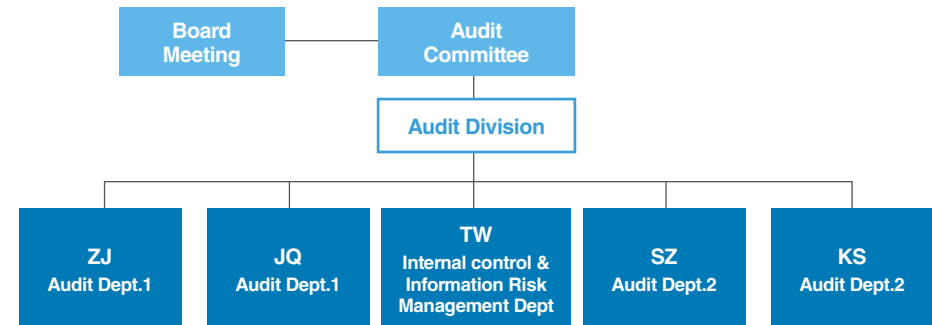 Board
Meeting
Audit
Committee
Audit Division
ZJ
Audit Dept.1
JQ
Audit Dept.1
TW
Internal control &
Information Risk
Management Dept
SZ
Audit Dept.2
KS
Audit Dept.2